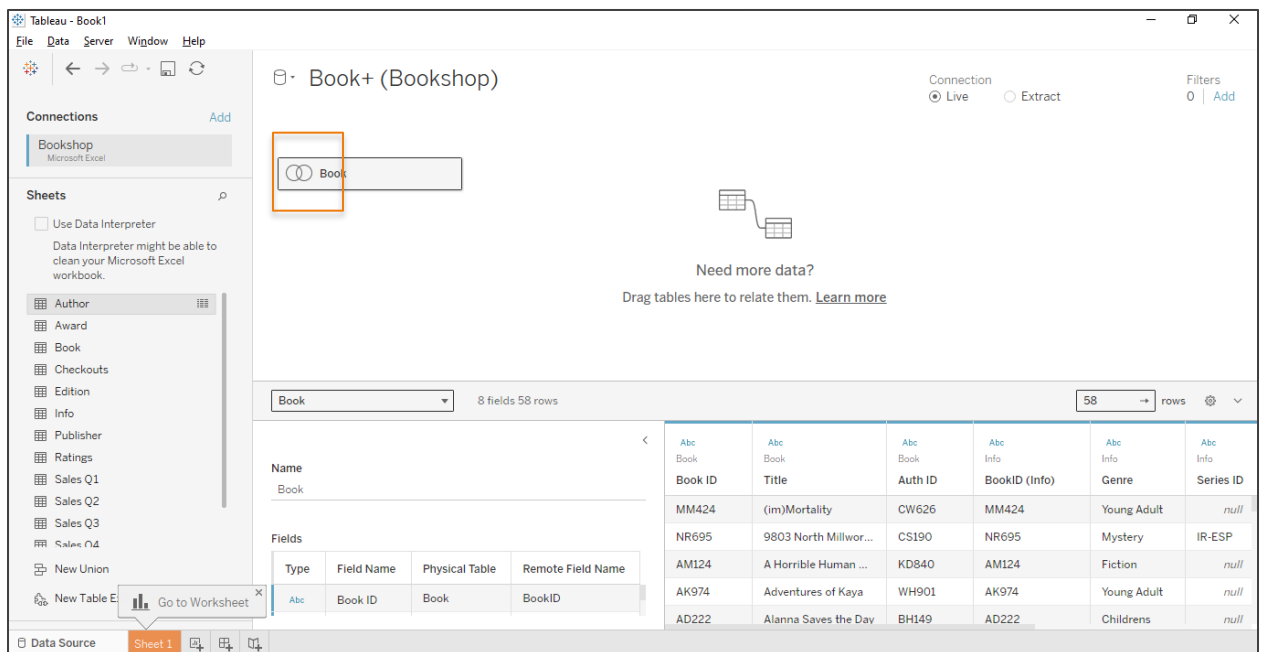 Tableau - Book1
File Data Server Window Help
Book+ (Bookshop)
Connection
Live Extract
Filters
0 Add
Connections Add
Bookshop
Microsoft Excel
Sheets
Use Data Interpreter
Data Interpreter might be able to
clean your Microsoft Excel
workbook.
Author
Award
Book
Checkouts
Edition
Info
Publisher
Ratings
Sales Q1
Sales Q2
Sales Q3
Sales Q4
New Union
New Table E
Go to Worksheet
Book
Need more data?
Drag tables here to relate them. Learn more
Book 8 fields 58 rows 58 rows
Name
Book
Fields
Type Field Name Physical Table Remote Field Name
Abc Book ID Book BookID
Abc Abc Abc Abc Abc Abc
Book Book Book Info Info Info
Book ID Title Auth ID BookID (Info) Genre Series ID
MM424 (im)Mortality CW626 MM424 Young Adult null
NR695 9803 North Millwor... CS190 NR695 Mystery IR-ESP
AM124 A Horrible Human ... KD840 AM124 Fiction null
AK974 Adventures of Kaya WH901 AK974 Young Adult null
AD222 Alanna Saves the Day BH149 AD222 Childrens null
Data Source Sheet 1